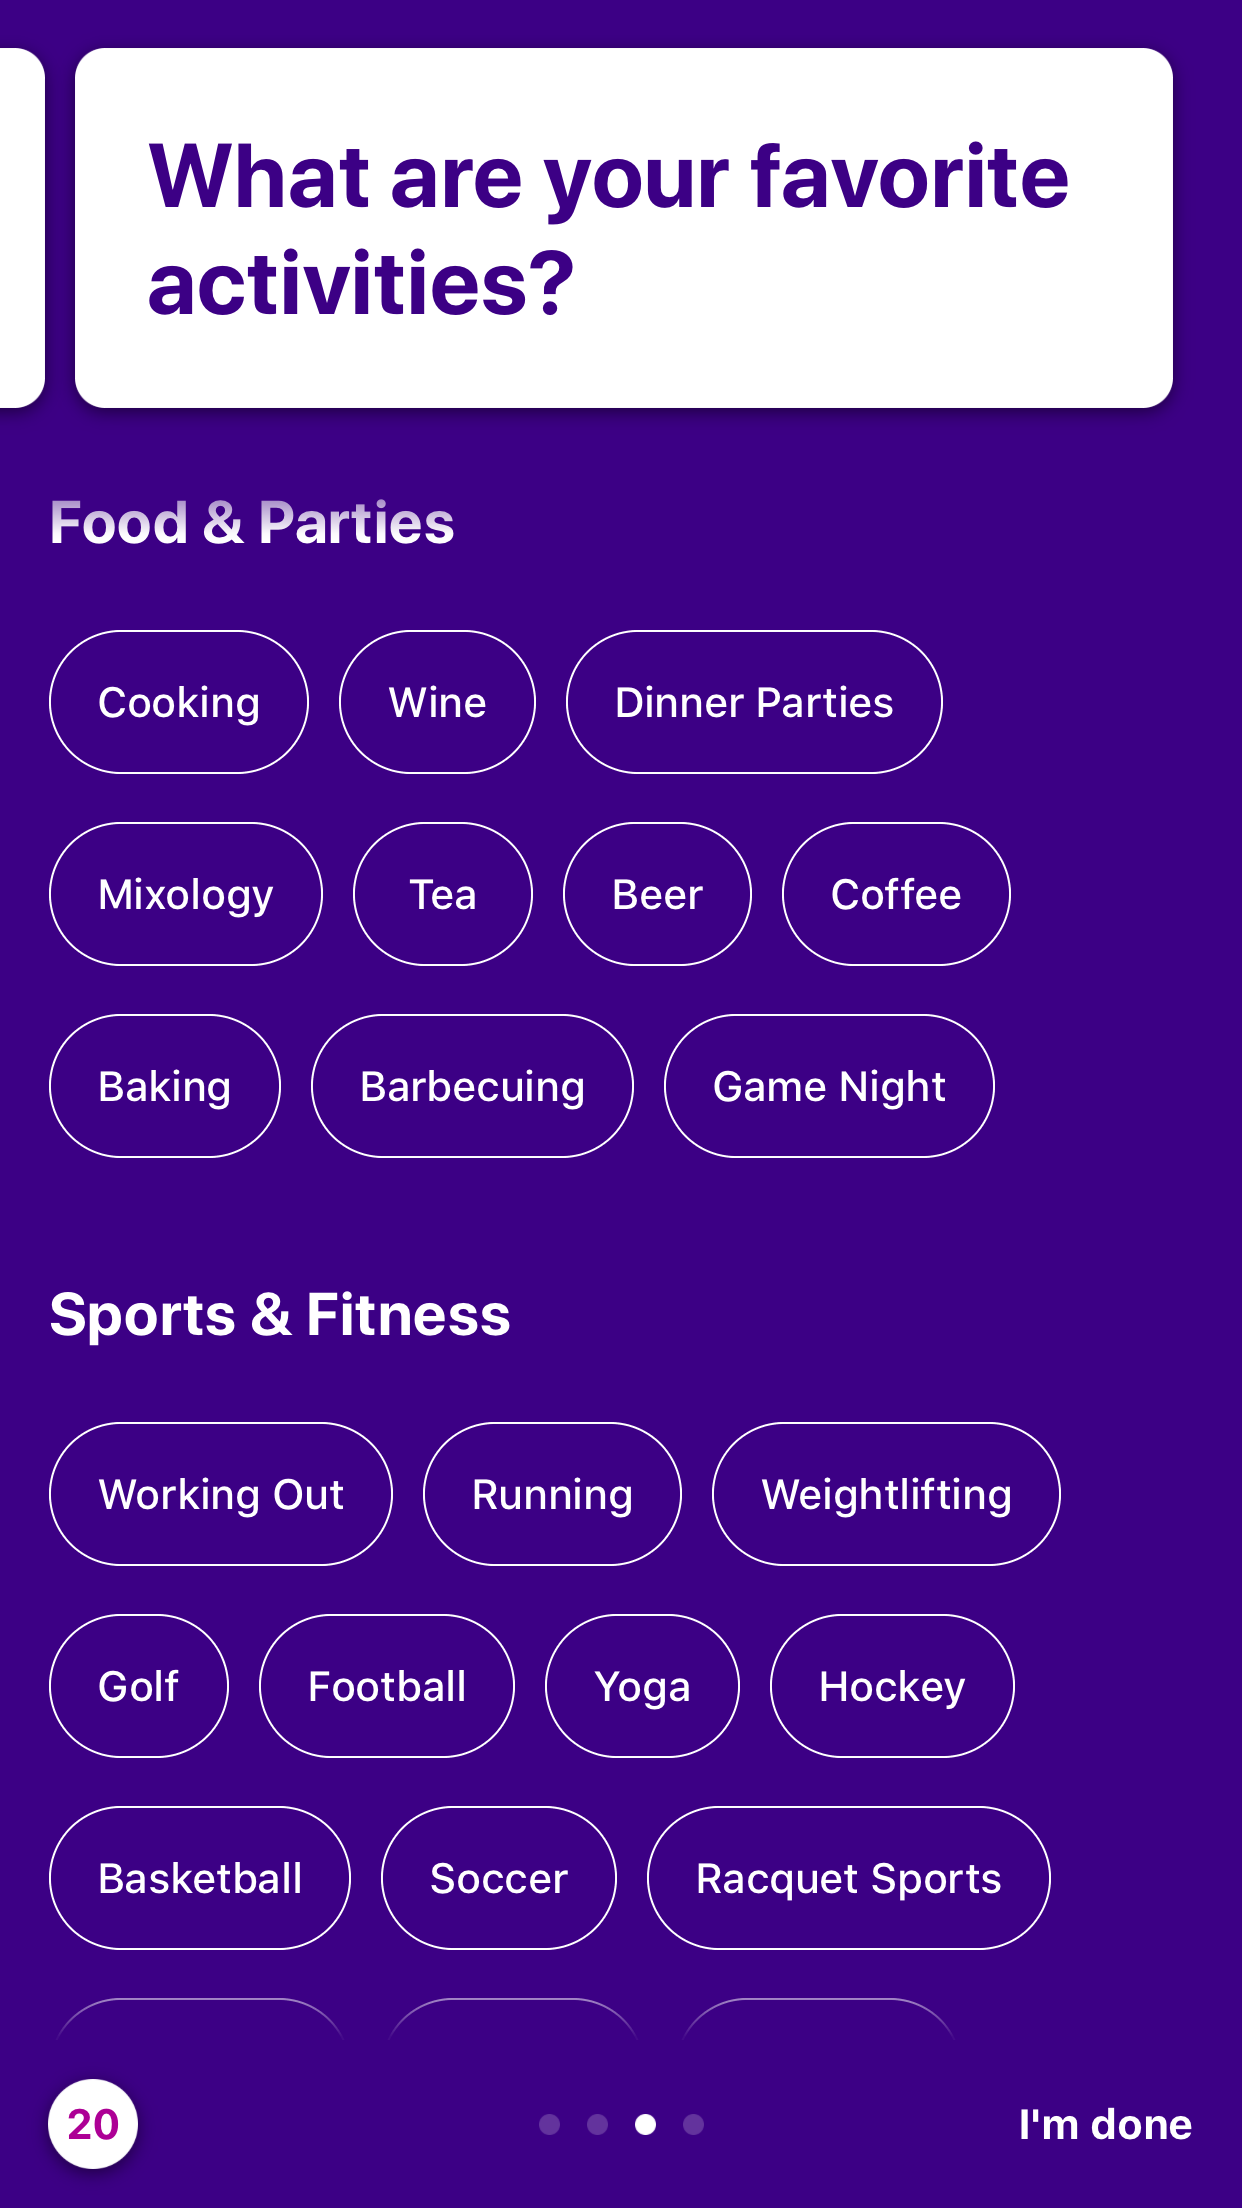 What are your favorite
activities?
Food & Parties
Cooking Wine Dinner Parties
Mixology Tea Beer Coffee
Baking Barbecuing Game Night
Sports & Fitness
Working Out Running Weightlifting
Golf Football Yoga Hockey
Basketball Soccer Racquet Sports
20 I'm done